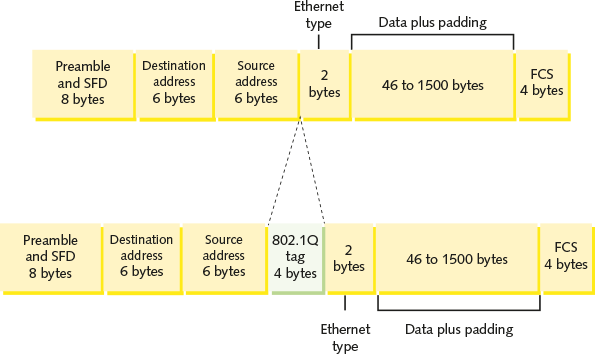 Ethernet
type
Data plus padding
Preamble
and SFD
8 bytes
Destination
address
6 bytes
Source
address
6 bytes
2
bytes
46 to 1500 bytes
FCS
4 bytes
Preamble
and SFD
8 bytes
Destination
address
6 bytes
Source
address
6 bytes
802.1Q
tag
4 bytes
2
bytes
46 to 1500 bytes
FCS
4 bytes
Ethernet
type
Data plus padding